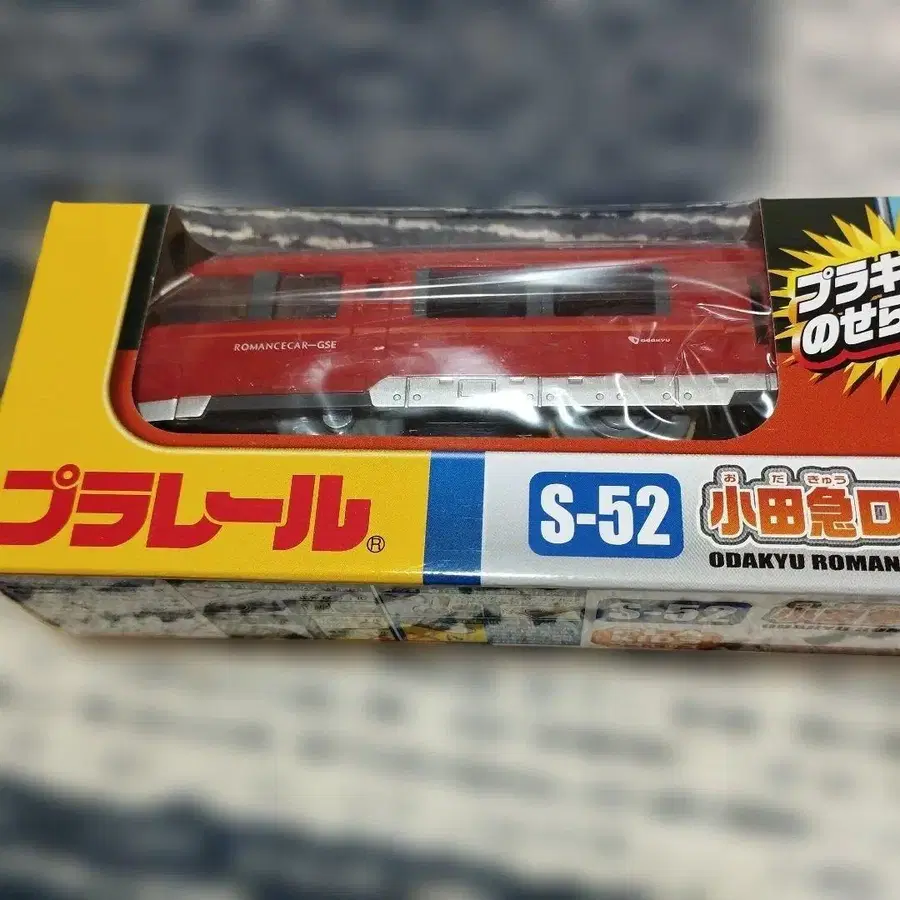 プラキ
のせら
ROMANCECAR-GSE
ODAKYU
プラレール®
S-52
おだきゅう
小田急ロ
ODAKYU ROMAN
S-52